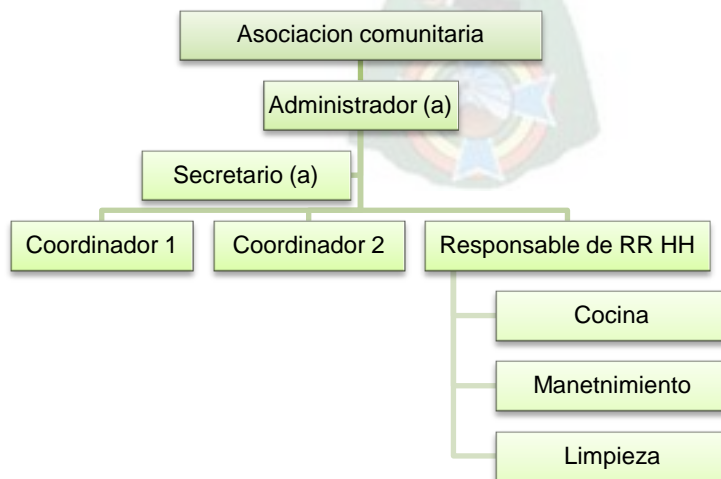 Asociacion comunitaria
Administrador (a)
Secretario (a)
Coordinador 1
Coordinador 2
Responsable de RR HH
Cocina
Manetnimiento
Limpieza